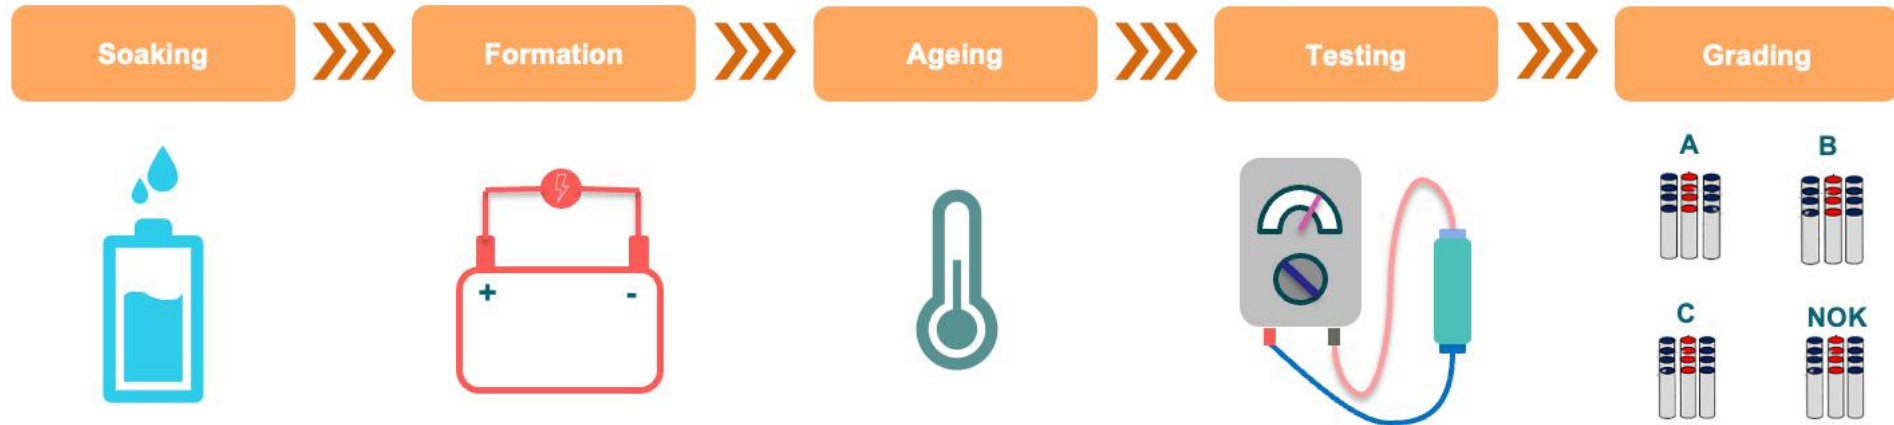 Soaking
Formation
Ageing
Testing
Grading
A
B
+ -
C
NOK